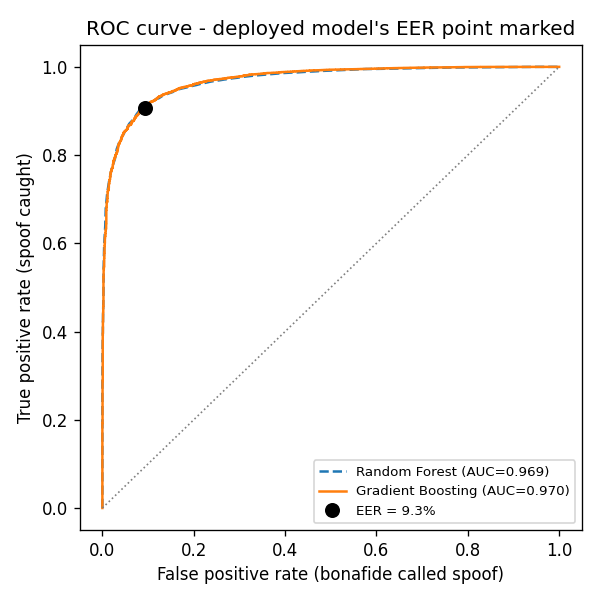 ROC curve - deployed model's EER point marked
True positive rate (spoof caught)
1.0
0.8
0.6
0.4
0.2
0.0
0.0 0.2 0.4 0.6 0.8 1.0
False positive rate (bonafide called spoof)
Random Forest (AUC=0.969)
Gradient Boosting (AUC=0.970)
EER = 9.3%